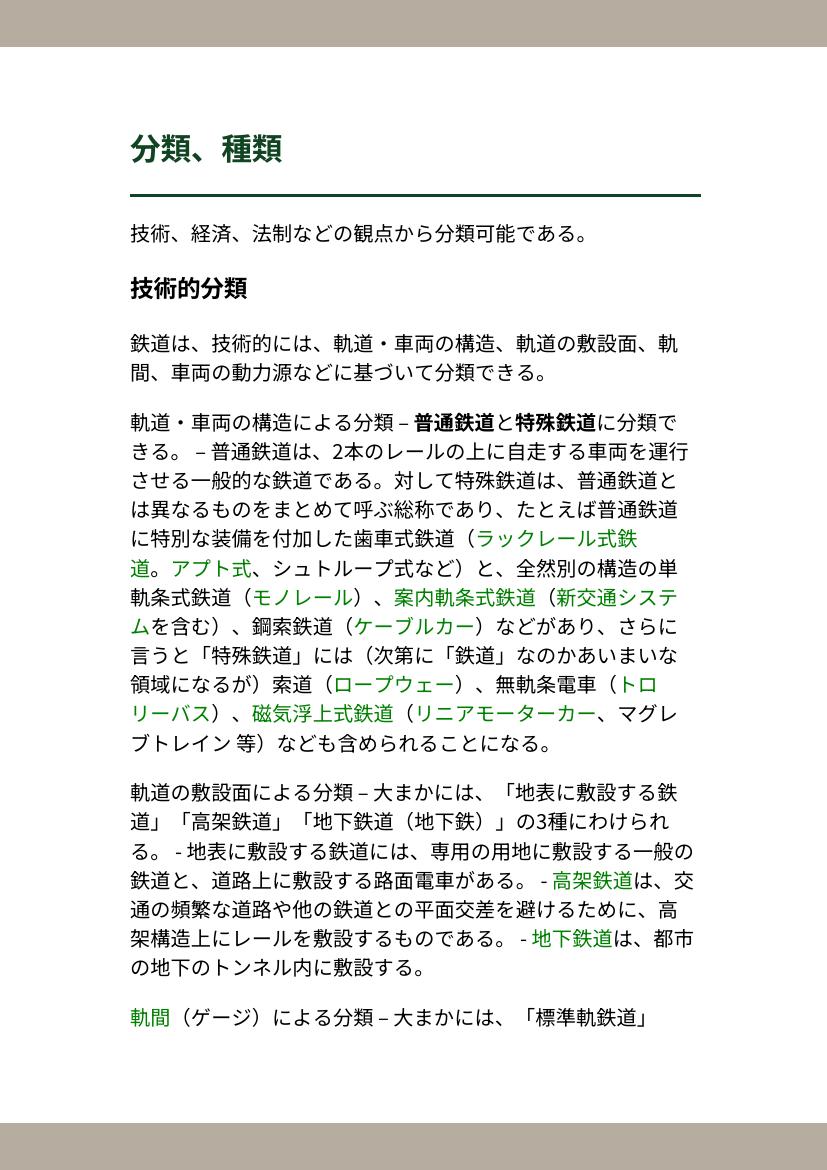 分類、種類
技術、経済、法制などの観点から分類可能である。
技術的分類
鉄道は、技術的には、軌道・車両の構造、軌道の敷設面、軌
間、車両の動力源などに基づいて分類できる。
軌道・車両の構造による分類 – 普通鉄道と特殊鉄道に分類で
きる。 – 普通鉄道は、2本のレールの上に自走する車両を運行
させる一般的な鉄道である。対して特殊鉄道は、普通鉄道と
は異なるものをまとめて呼ぶ総称であり、たとえば普通鉄道
に特別な装備を付加した歯車式鉄道（ラックレール式鉄
道。アプト式、シュトループ式など）と、全然別の構造の単
軌条式鉄道（モノレール）、案内軌条式鉄道（新交通システ
ムを含む）、鋼索鉄道（ケーブルカー）などがあり、さらに
言うと「特殊鉄道」には（次第に「鉄道」なのかあいまいな
領域になるが）索道（ロープウェー）、無軌条電車（トロ
リーバス）、磁気浮上式鉄道（リニアモーターカー、マグレ
ブトレイン 等）なども含められることになる。
軌道の敷設面による分類 – 大まかには、「地表に敷設する鉄
道」「高架鉄道」「地下鉄道（地下鉄）」の3種にわけられ
る。 - 地表に敷設する鉄道には、専用の用地に敷設する一般の
鉄道と、道路上に敷設する路面電車がある。 - 高架鉄道は、交
通の頻繁な道路や他の鉄道との平面交差を避けるために、高
架構造上にレールを敷設するものである。 - 地下鉄道は、都市
の地下のトンネル内に敷設する。
軌間（ゲージ）による分類 – 大まかには、「標準軌鉄道」